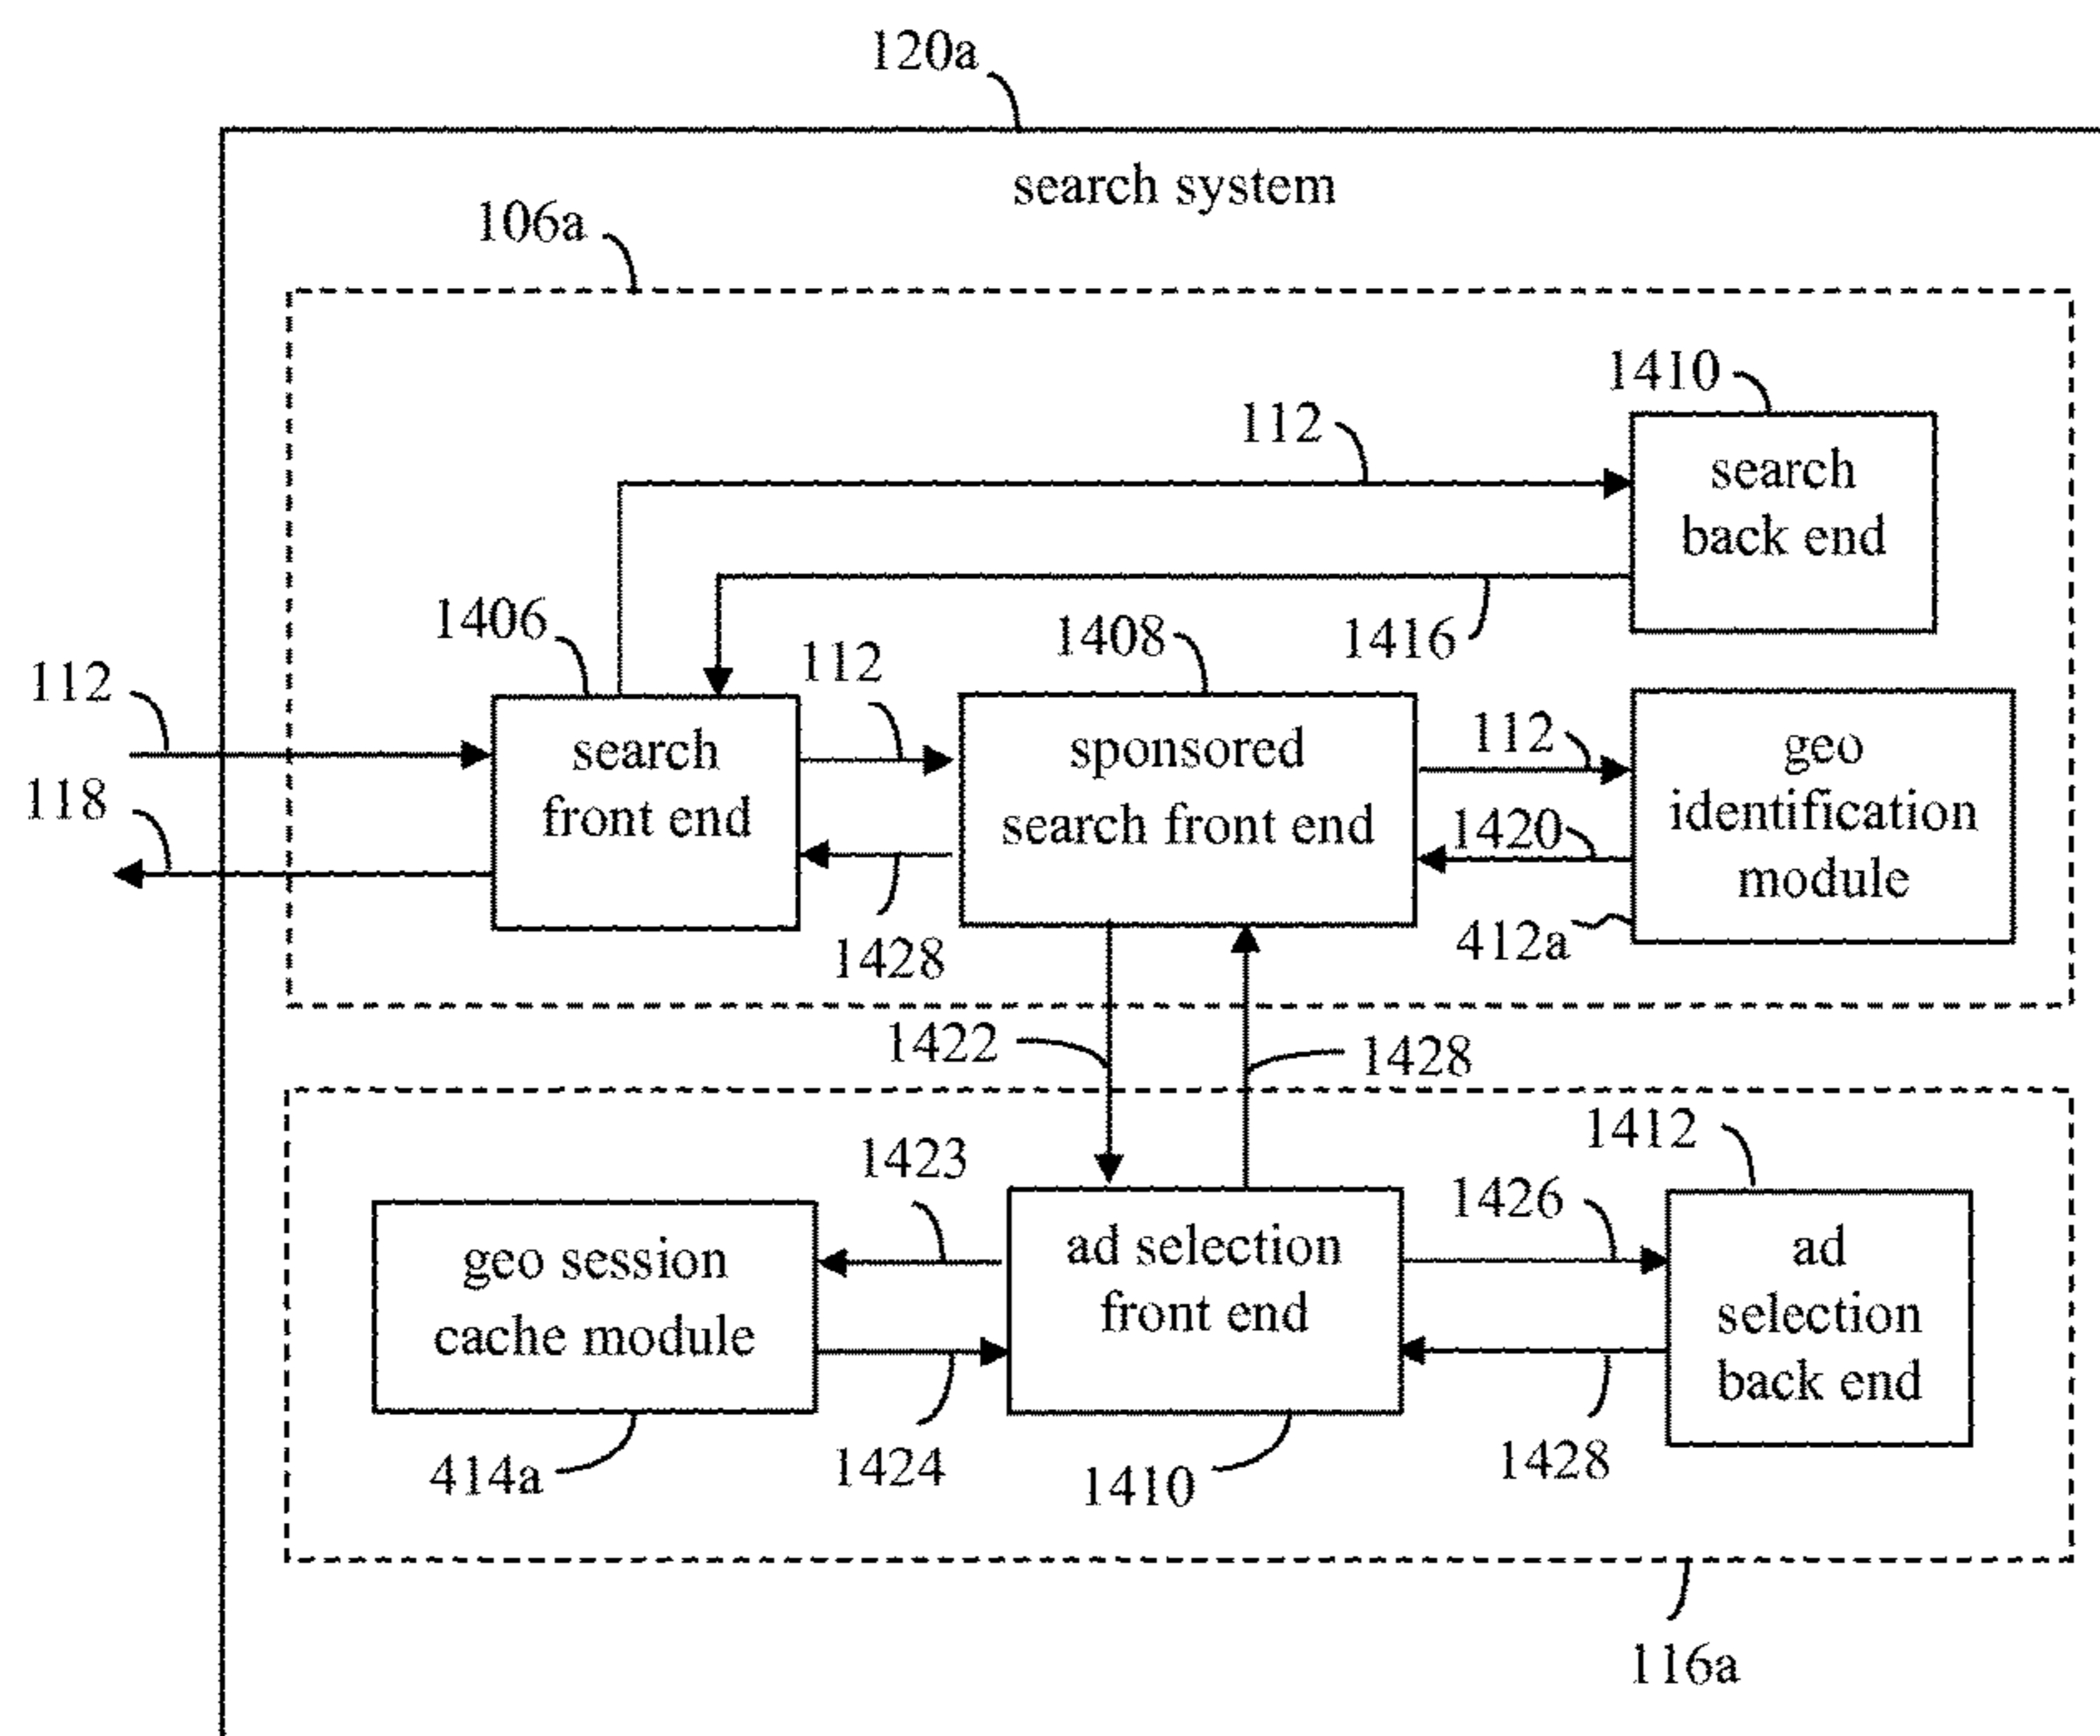 120a
search system
106a
1410
112
search
back end
1406
1408
1416
112
112
search
front end
sponsored
search front end
112
geo
identification
module
118
1420
412a
1428
1422
1428
1412
1423
1426
geo session
cache module
ad selection
front end
ad
selection
back end
414a
1424
1410
1428
116a